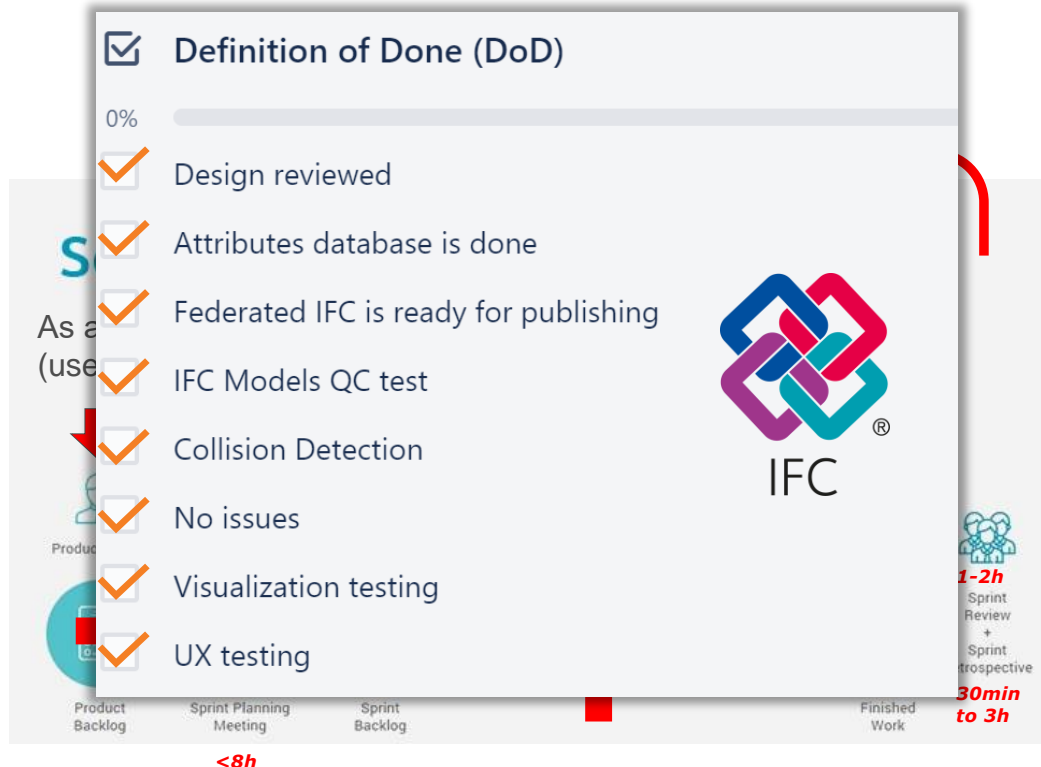 Definition of Done (DoD)
0%
Design reviewed
Attributes database is done
Federated IFC is ready for publishing
IFC Models QC test
Collision Detection
No issues
Visualization testing
UX testing
®
IFC
As a
(use
1-2h
Sprint
Review
+
Sprint
trospective
30min
to 3h
Product
Backlog
Sprint Planning
Meeting
Sprint
Backlog
Finished
Work
<8h